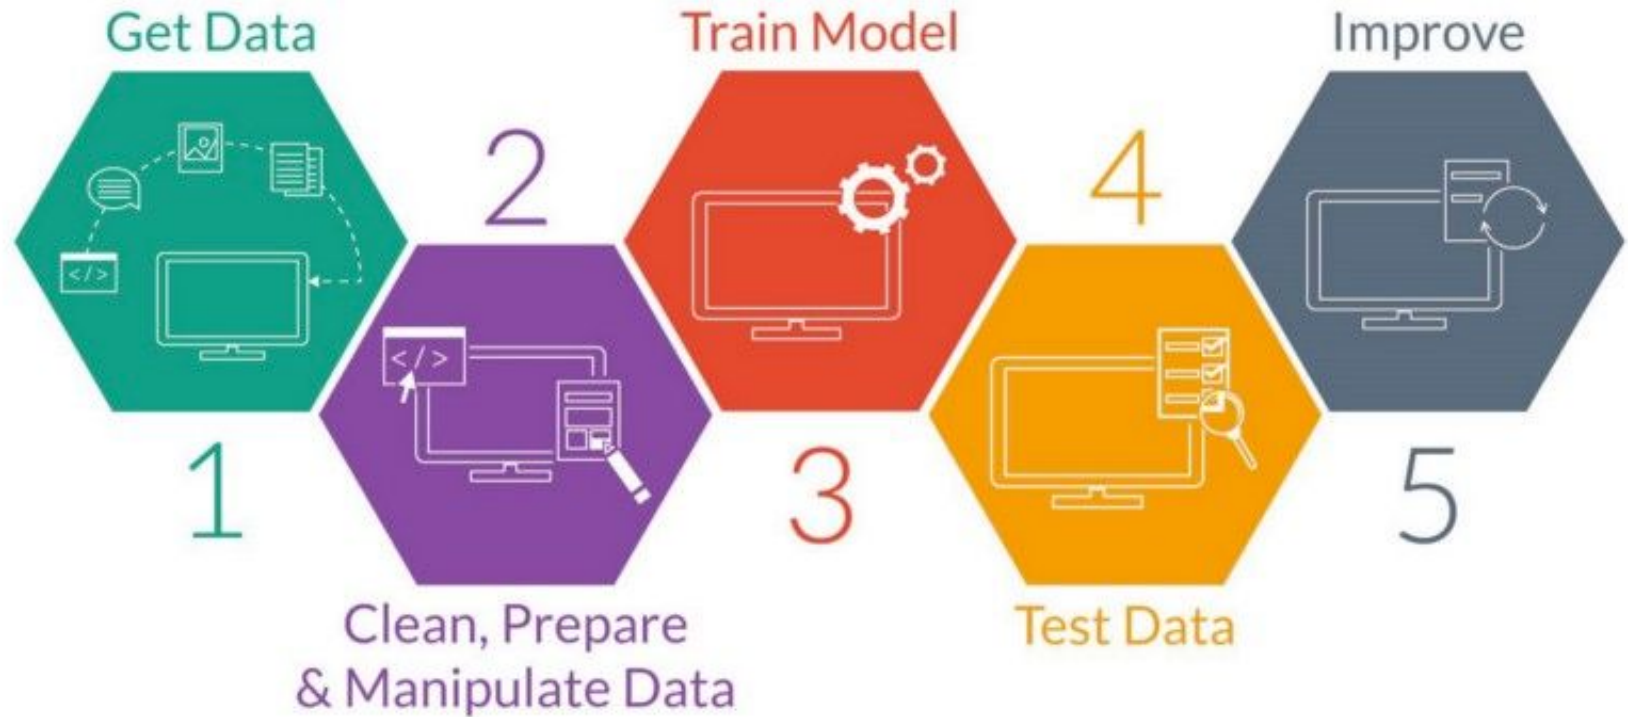 Get Data
1
2
Clean, Prepare
& Manipulate Data
</>
</>
Train Model
3
4
Test Data
Improve
5